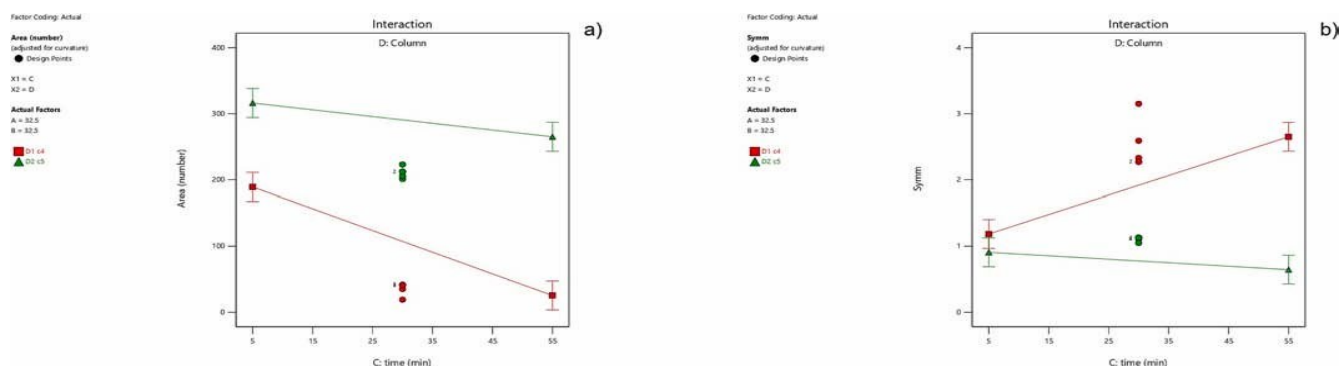 Factor Coding: Actual
Area (number)
(adjusted for curvature)
Design Points
X1 = C
X2 = D
Actual Factors
A = 32.5
B = 32.5
D1 c4
D2 c5
Interaction
D: Column
a)
400
300
200
100
0
Area (number)
5 15 25 35 45 55
C: time (min)
Factor Coding: Actual
Symm
(adjusted for curvature)
Design Points
X1 = C
X2 = D
Actual Factors
A = 32.5
B = 32.5
D1 c4
D2 c5
Interaction
D: Column
b)
4
3
2
1
0
Symm
5 15 25 35 45 55
C: time (min)